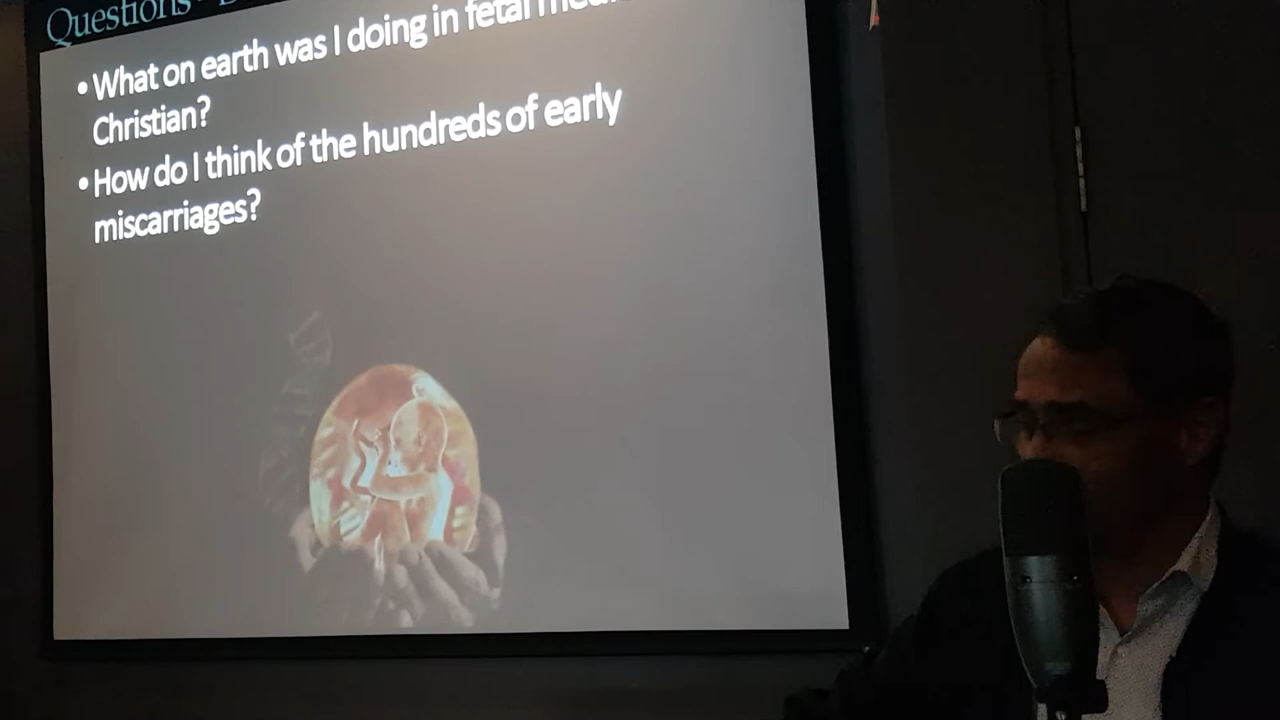 Questions
• What on earth was I doing in fetal
Christian?
• How do I think of the hundreds of early
miscarriages?